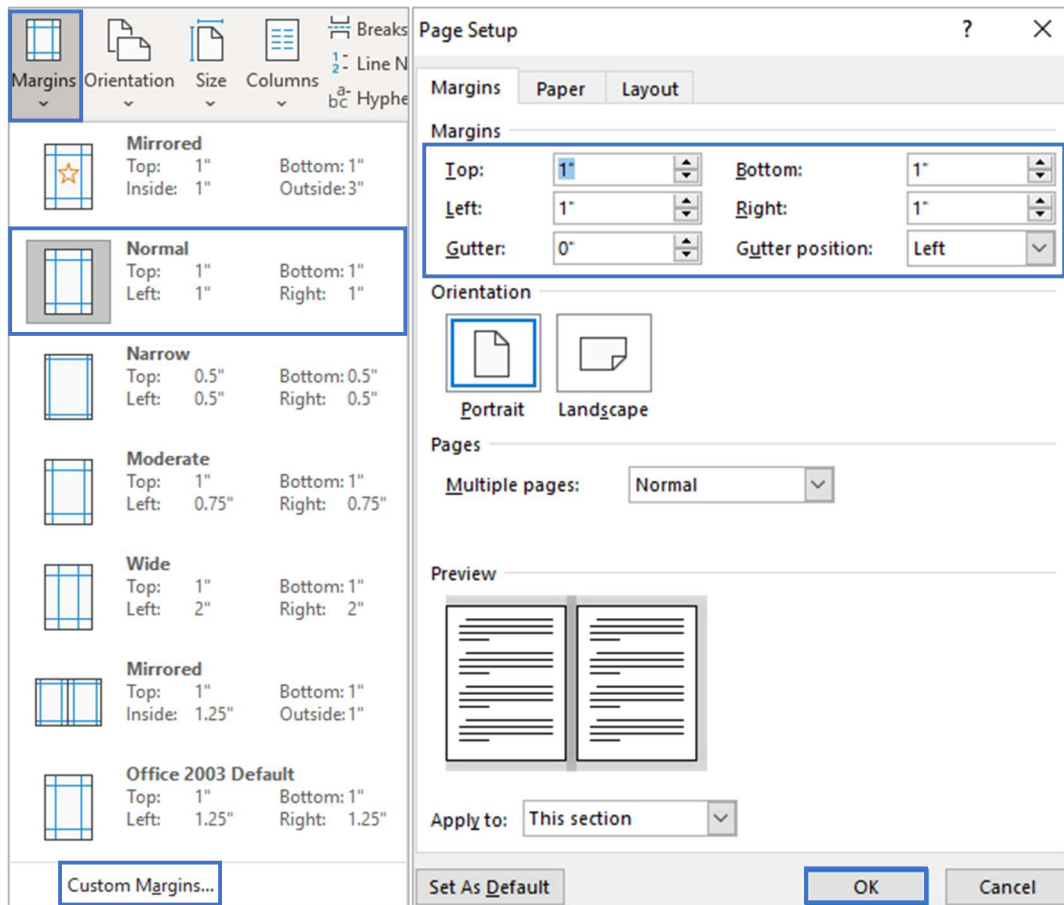 Margins Orientation Size Columns
Breaks
Line N
Hyphe
Mirrored
Top: 1" Bottom: 1"
Inside: 1" Outside: 3"
Normal
Top: 1" Bottom: 1"
Left: 1" Right: 1"
Narrow
Top: 0.5" Bottom: 0.5"
Left: 0.5" Right: 0.5"
Moderate
Top: 1" Bottom: 1"
Left: 0.75" Right: 0.75"
Wide
Top: 1" Bottom: 1"
Left: 2" Right: 2"
Mirrored
Top: 1" Bottom: 1"
Inside: 1.25" Outside: 1"
Office 2003 Default
Top: 1" Bottom: 1"
Left: 1.25" Right: 1.25"
Custom Margins...
Page Setup ?
Margins Paper Layout
Margins
Top: 1" Bottom: 1"
Left: 1" Right: 1"
Gutter: 0" Gutter position: Left
Orientation
Portrait Landscape
Pages
Multiple pages: Normal
Preview
Apply to: This section
Set As Default OK Cancel